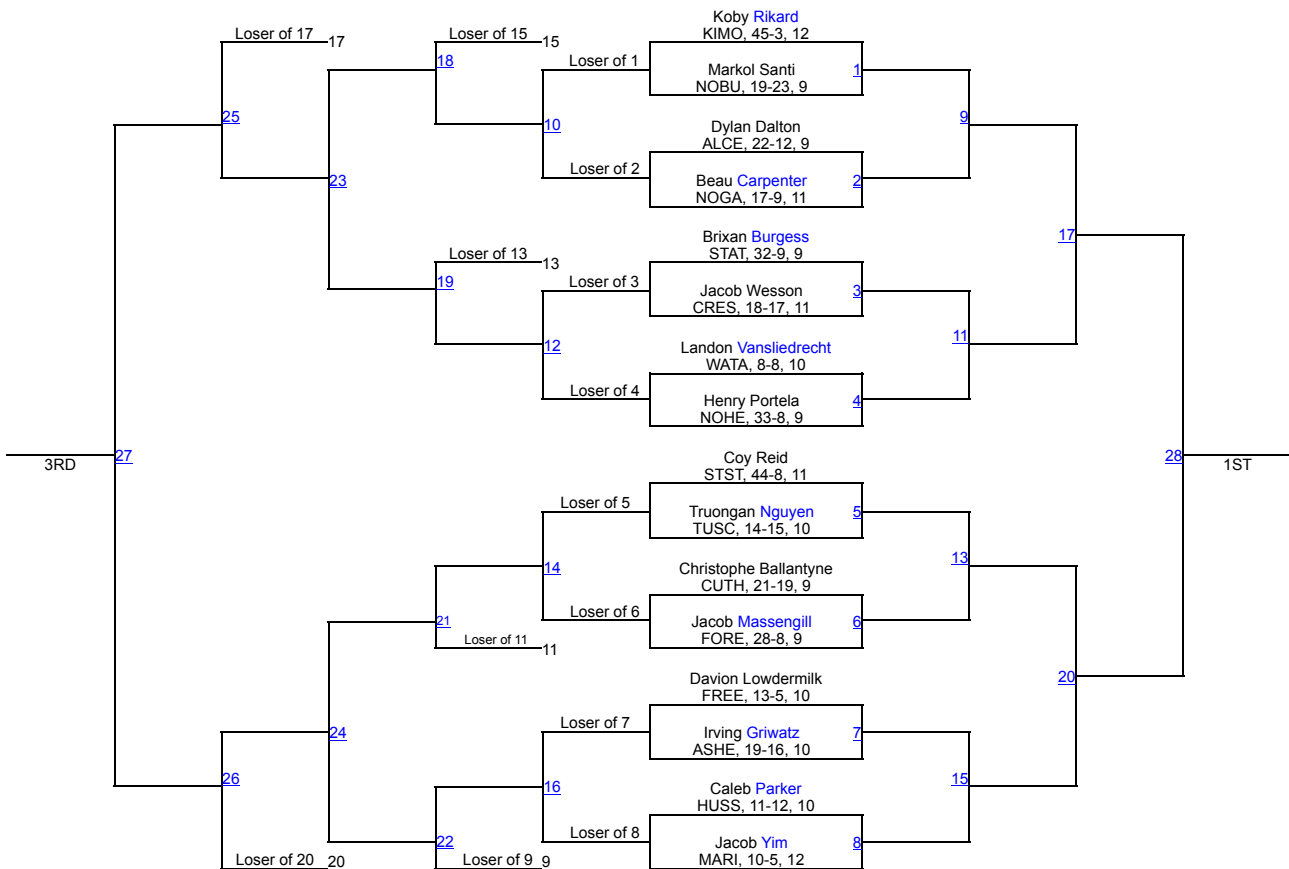 Koby Rikard
KIMO, 45-3, 12
Loser of 17 17
Loser of 15 15
18
Loser of 1
Markol Santi 1
NOBU, 19-23, 9
25
10
Dylan Dalton
ALCE, 22-12, 9
9
Loser of 2
23
Beau Carpenter 2
NOGA, 17-9, 11
Brixan Burgess
STAT, 32-9, 9
17
Loser of 13 13
19
Loser of 3
Jacob Wesson 3
CRES, 18-17, 11
12
Landon Vansliedrecht
WATA, 8-8, 10
11
Loser of 4
Henry Portela 4
NOHE, 33-8, 9
3RD
27
Coy Reid
STST, 44-8, 11
28
1ST
Loser of 5
Truongan Nguyen 5
TUSC, 14-15, 10
14
Christophe Ballantyne
CUTH, 21-19, 9
13
Loser of 6
21
Jacob Massengill 6
FORE, 28-8, 9
Loser of 11 11
Davion Lowdermilk
FREE, 13-5, 10
20
Loser of 7
24
Irving Griwatz 7
ASHE, 19-16, 10
26
16
Caleb Parker
HUSS, 11-12, 10
15
Loser of 8
22
Jacob Yim 8
MARI, 10-5, 12
Loser of 20 20
Loser of 9 9